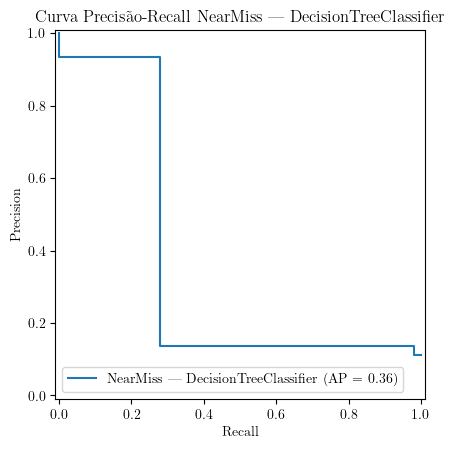 Curva Precisão-Recall NearMiss — DecisionTreeClassifier
1.0
0.8
0.6
0.4
0.2
0.0
Precision
NearMiss — DecisionTreeClassifier (AP = 0.36)
0.0 0.2 0.4 0.6 0.8 1.0
Recall